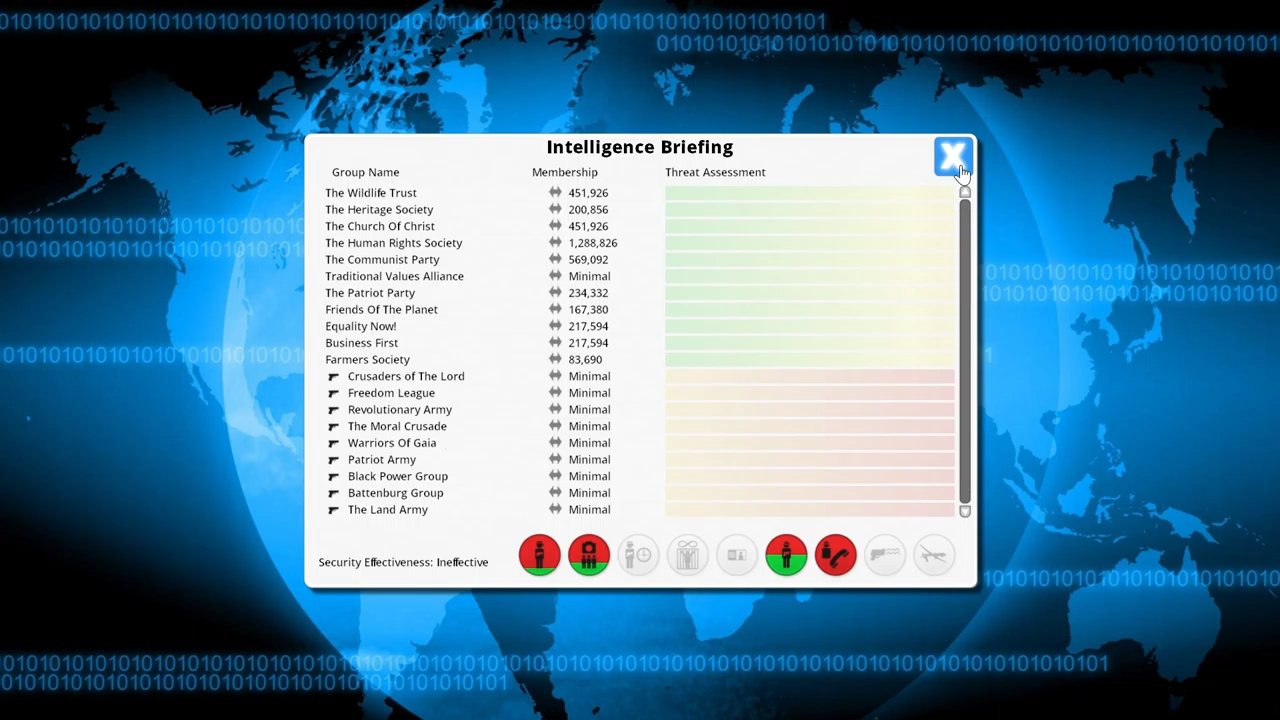 01010101010101010101010101010101010101010101010101010101
0101010101010101010101010101010101010101010101
Intelligence Briefing
X
Group Name Membership Threat Assessment
The Wildlife Trust 451,926
The Heritage Society 200,856
The Church Of Christ 451,926
The Human Rights Society 1,288,826
The Communist Party 569,092
Traditional Values Alliance Minimal
The Patriot Party 234,332
Friends Of The Planet 167,380
Equality Now! 217,594
Business First 217,594
Farmers Society 83,690
Crusaders of The Lord Minimal
Freedom League Minimal
Revolutionary Army Minimal
The Moral Crusade Minimal
Warriors Of Gaia Minimal
Patriot Army Minimal
Black Power Group Minimal
Battenburg Group Minimal
The Land Army Minimal
Security Effectiveness: Ineffective